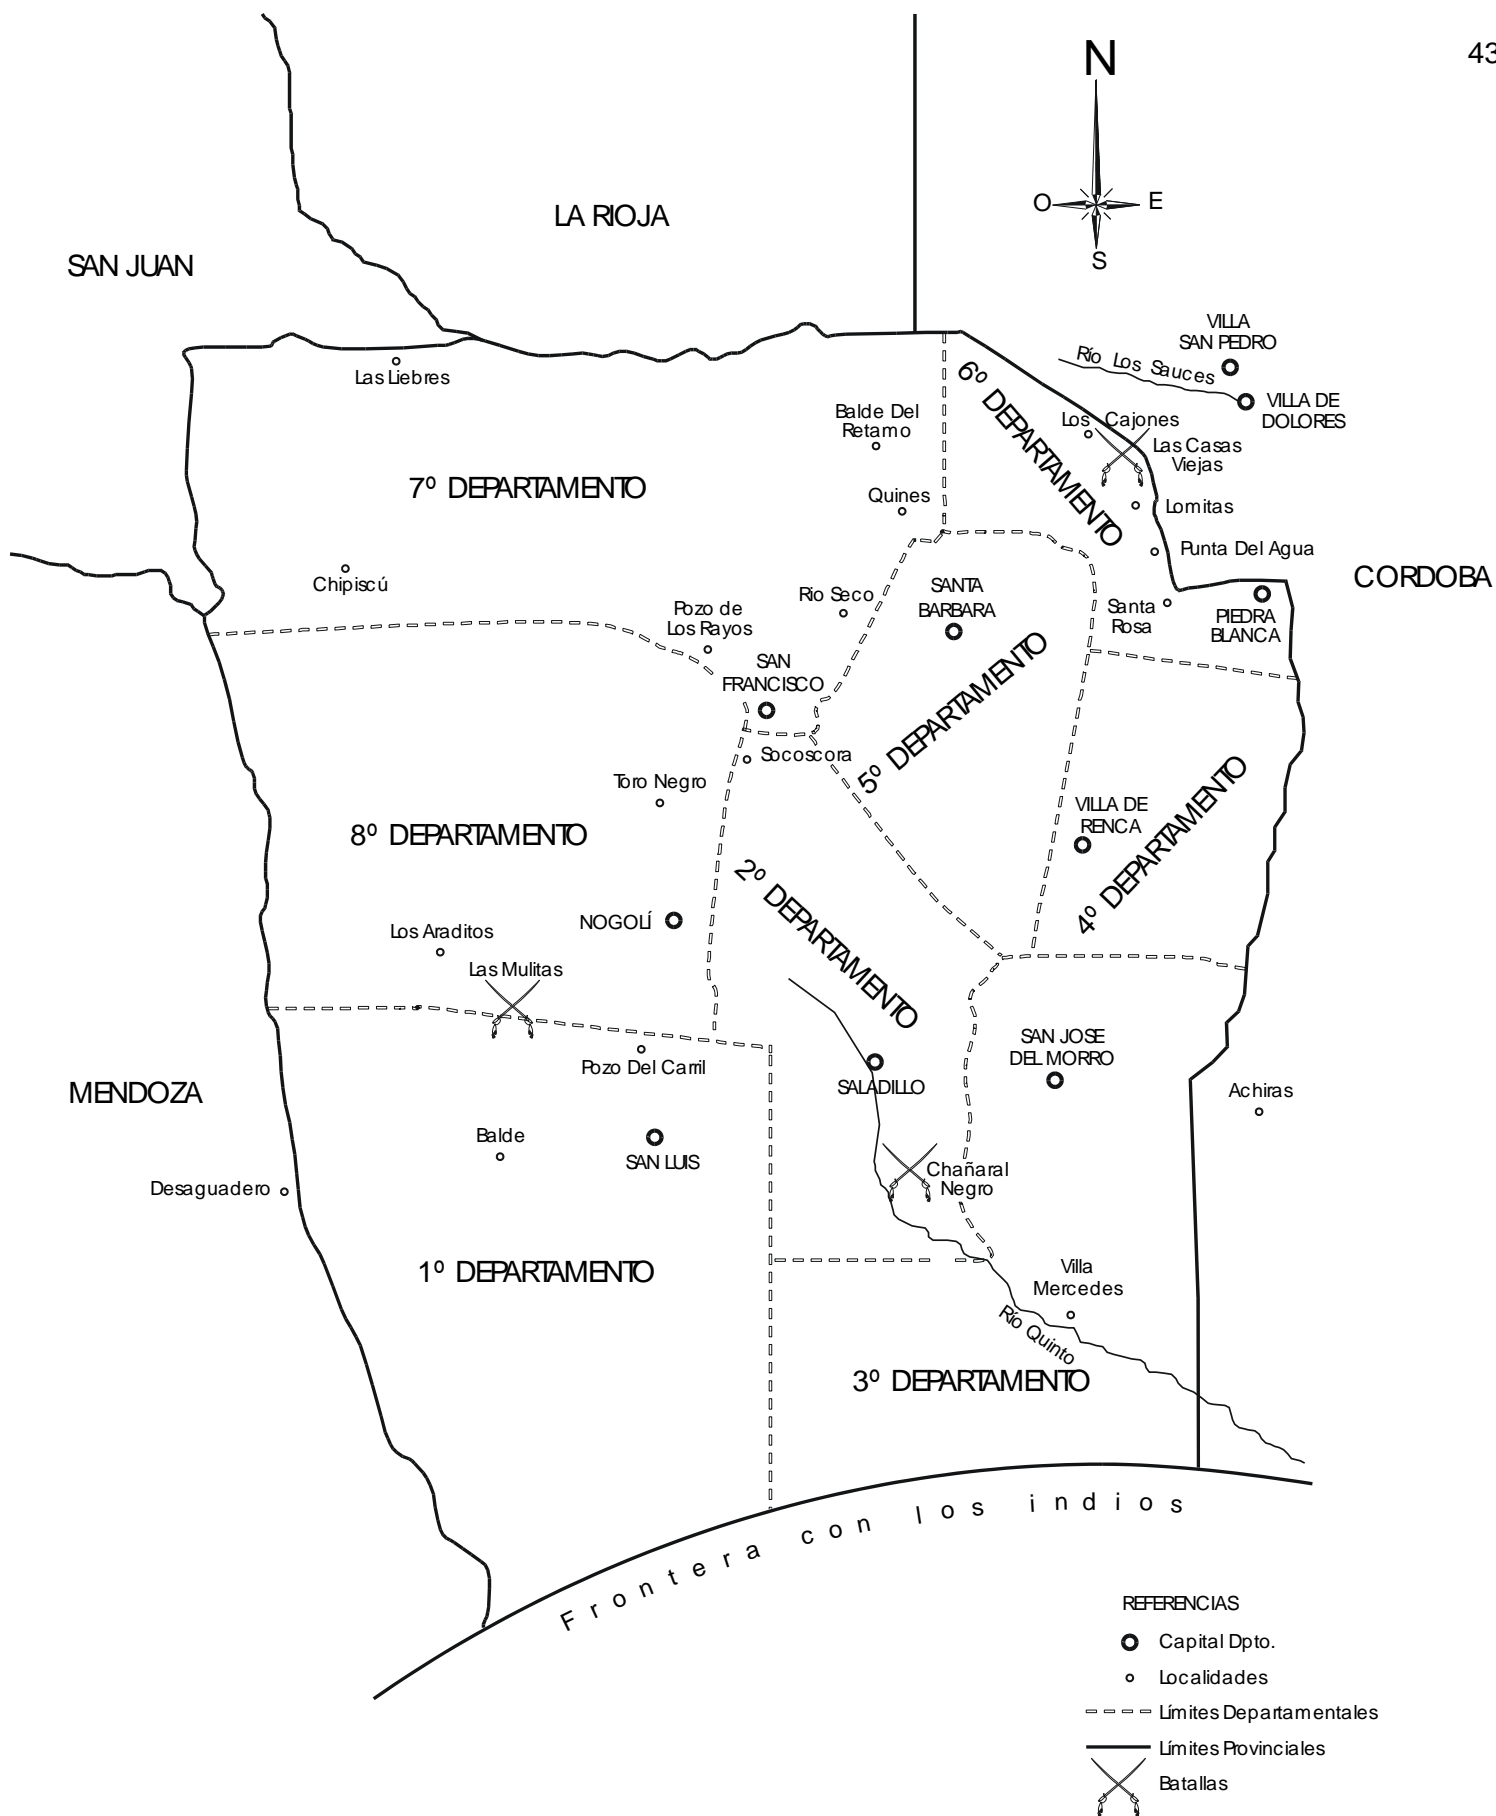 43
N
O
E
S
LA RIOJA
SAN JUAN
VILLA
SAN PEDRO
Río Los Sauces
VILLA DE
DOLORES
Las Liebres
6º DEPARTAMENTO
Balde Del
Retamo
Los Cajones
Las Casas
Viejas
7º DEPARTAMENTO
Quines
Lomitas
Punta Del Agua
CORDOBA
Chipiscú
Rio Seco
SANTA
BARBARA
Santa
Rosa
PIEDRA
BLANCA
Pozo de
Los Rayos
SAN
FRANCISCO
5º DEPARTAMENTO
Socoscora
Toro Negro
VILLA DE
RENCA
4º DEPARTAMENTO
8º DEPARTAMENTO
2º DEPARTAMENTO
NOGOLÍ
Los Araditos
Las Mulitas
SAN JOSE
DEL MORRO
Pozo Del Carril
SALADILLO
MENDOZA
Achiras
Balde
SAN LUIS
Chañaral
Negro
Desaguadero
1º DEPARTAMENTO
Villa
Mercedes
Río Quinto
3º DEPARTAMENTO
Frontera con los indios
REFERENCIAS
Capital Dpto.
Localidades
Límites Departamentales
Límites Provinciales
Batallas